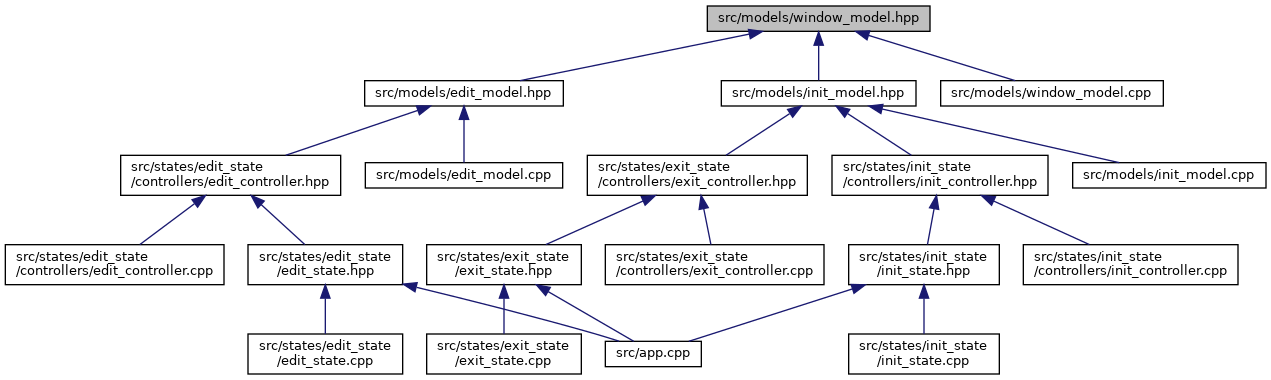 src/models/window_model.hpp
src/models/edit_model.hpp
src/models/init_model.hpp
src/models/window_model.cpp
src/states/edit_state
/controllers/edit_controller.hpp
src/models/edit_model.cpp
src/states/exit_state
/controllers/exit_controller.hpp
src/states/init_state
/controllers/init_controller.hpp
src/models/init_model.cpp
src/states/edit_state
/controllers/edit_controller.cpp
src/states/edit_state
/edit_state.hpp
src/states/exit_state
/exit_state.hpp
src/states/exit_state
/controllers/exit_controller.cpp
src/states/init_state
/init_state.hpp
src/states/init_state
/controllers/init_controller.cpp
src/states/edit_state
/edit_state.cpp
src/states/exit_state
/exit_state.cpp
src/app.cpp
src/states/init_state
/init_state.cpp